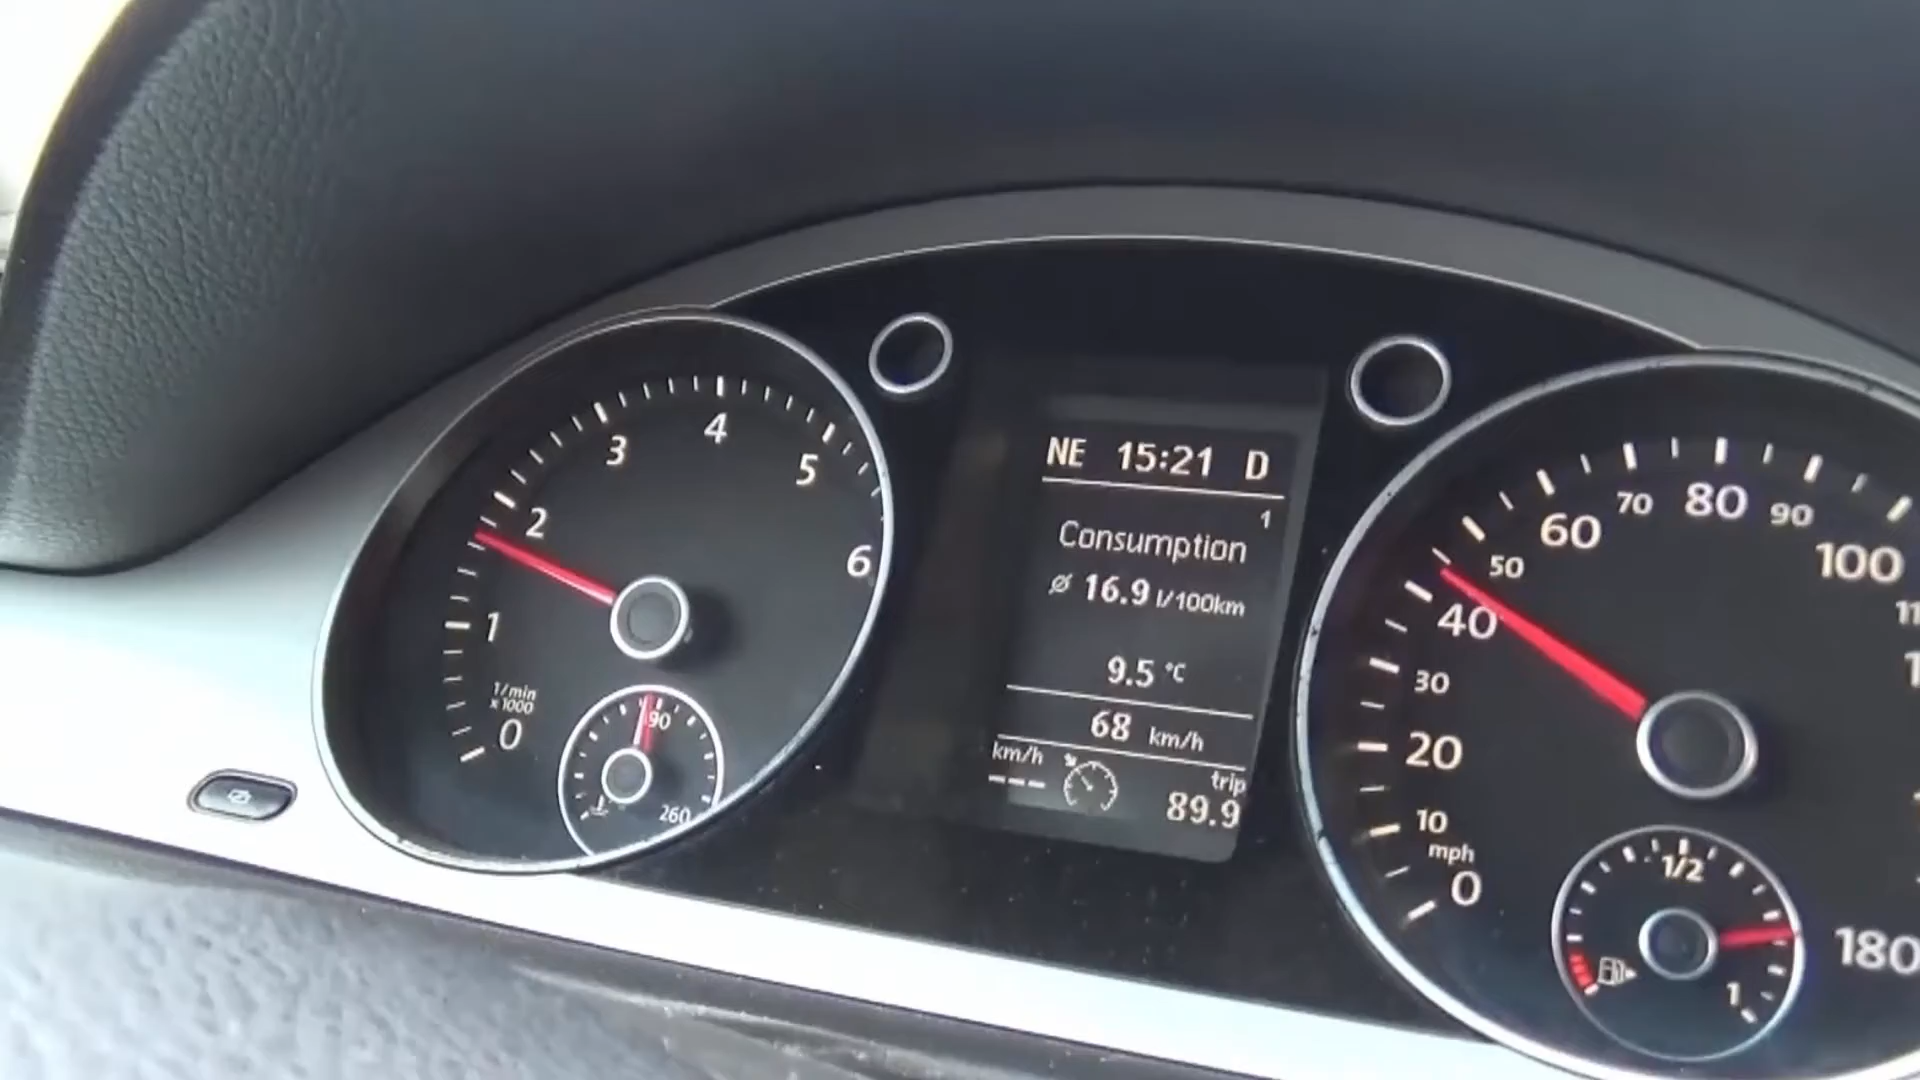 NE 15:21 D
1
Consumption
ø 16.9 l/100km
9.5 °C
68 km/h
km/h
---
trip
89.9
0
1
2
3
4
5
6
1/min
x 1000
90
260
0
10
20
30
40
50
60
70
80
90
100
180
mph
1/2
1